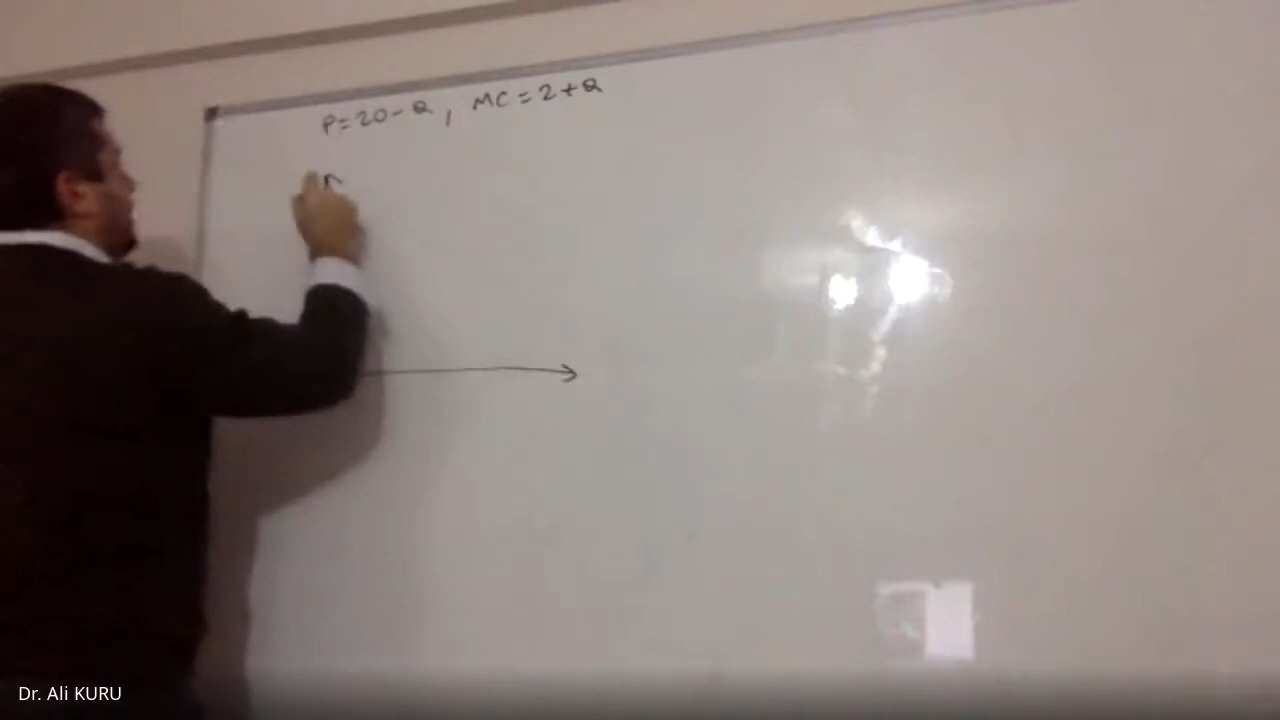 P=20-Q, MC=2+Q
Dr. Ali KURU